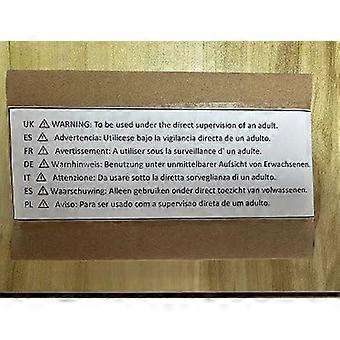 UK ⚠ WARNING: To be used under the direct supervision of an adult.
ES ⚠ Advertencia: Utilicese bajo la vigilancia directa de un adulto.
FR ⚠ Avertissement: A utiliser sous la surveillance d' un adulte.
DE ⚠ Warnhinweis: Benutzung unter unmittelbarer Aufsicht von Erwachsenen.
IT ⚠ Attenzione: Da usare sotto la diretta sorveglianza di un adulto.
ES ⚠ Waarschuwing: Alleen gebruiken onder direct toezicht van volwassenen.
PL ⚠ Aviso: Para ser usado com a supervisao direta de um adulto.